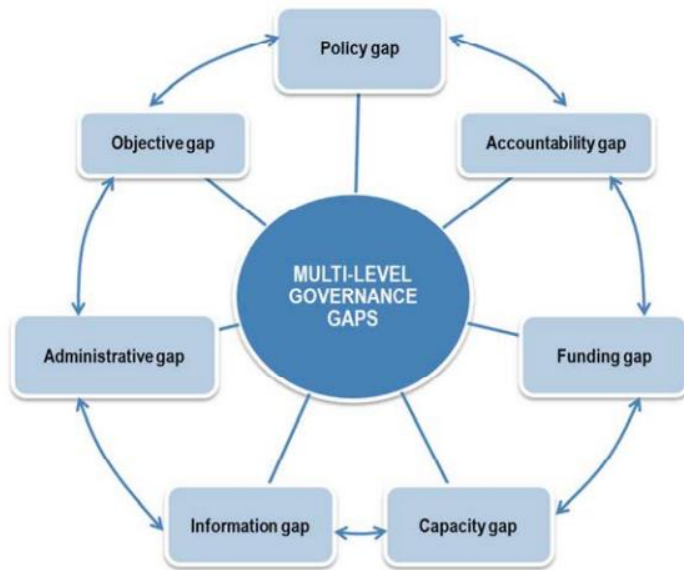 Policy gap
Objective gap
Accountability gap
MULTI-LEVEL
GOVERNANCE
GAPS
Administrative gap
Funding gap
Information gap
Capacity gap